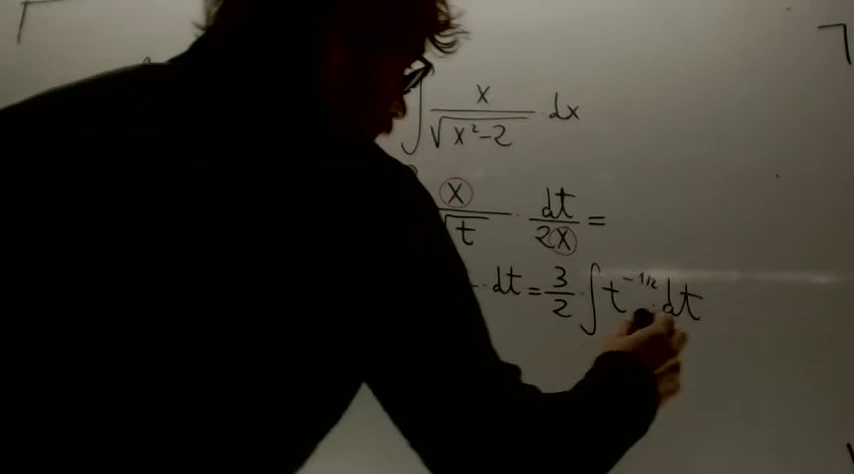 ∫ x / √(x²-2) · dx
x / √t · dt / 2x =
· dt = 3/2 · ∫ t^(-1/2) · dt